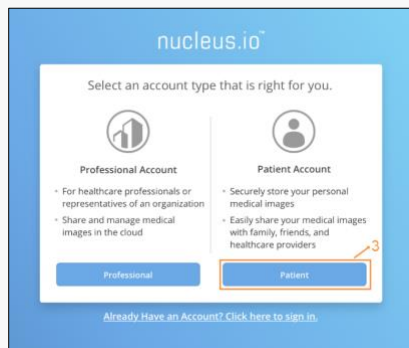 nucleus.io™
Select an account type that is right for you.
Professional Account
• For healthcare professionals or
representatives of an organization
• Share and manage medical
images in the cloud
Professional
Patient Account
• Securely store your personal
medical images
• Easily share your medical images
with family, friends, and
healthcare providers
3
Patient
Already Have an Account? Click here to sign in.